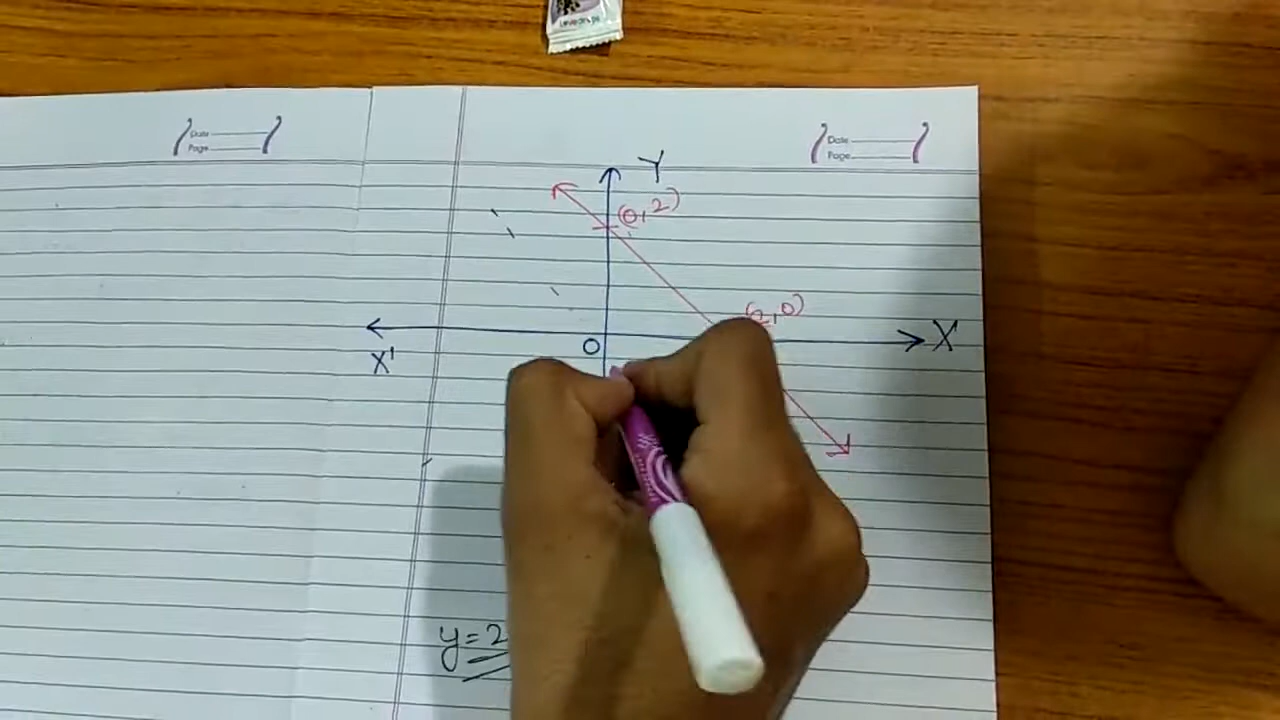 Date
Page
Date
Page
Y
(0,2)
(2,0)
X'
O
X
y=2